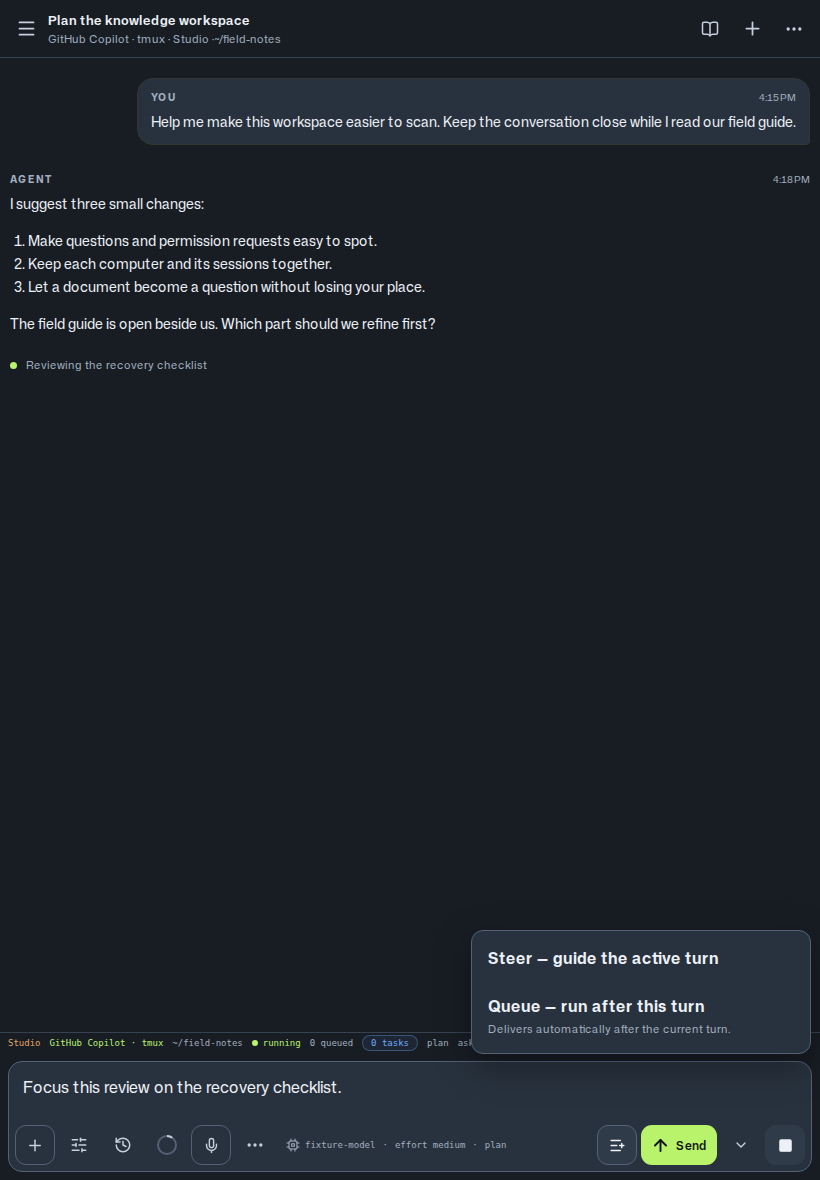 Plan the knowledge workspace
GitHub Copilot · tmux · Studio · ~/field-notes
YOU 4:15 PM
Help me make this workspace easier to scan. Keep the conversation close while I read our field guide.
AGENT 4:18 PM
I suggest three small changes:
1. Make questions and permission requests easy to spot.
2. Keep each computer and its sessions together.
3. Let a document become a question without losing your place.
The field guide is open beside us. Which part should we refine first?
Reviewing the recovery checklist
Steer — guide the active turn
Queue — run after this turn
Delivers automatically after the current turn.
Studio GitHub Copilot · tmux ~/field-notes running 0 queued 0 tasks plan ask
Focus this review on the recovery checklist.
fixture-model · effort medium · plan
Send